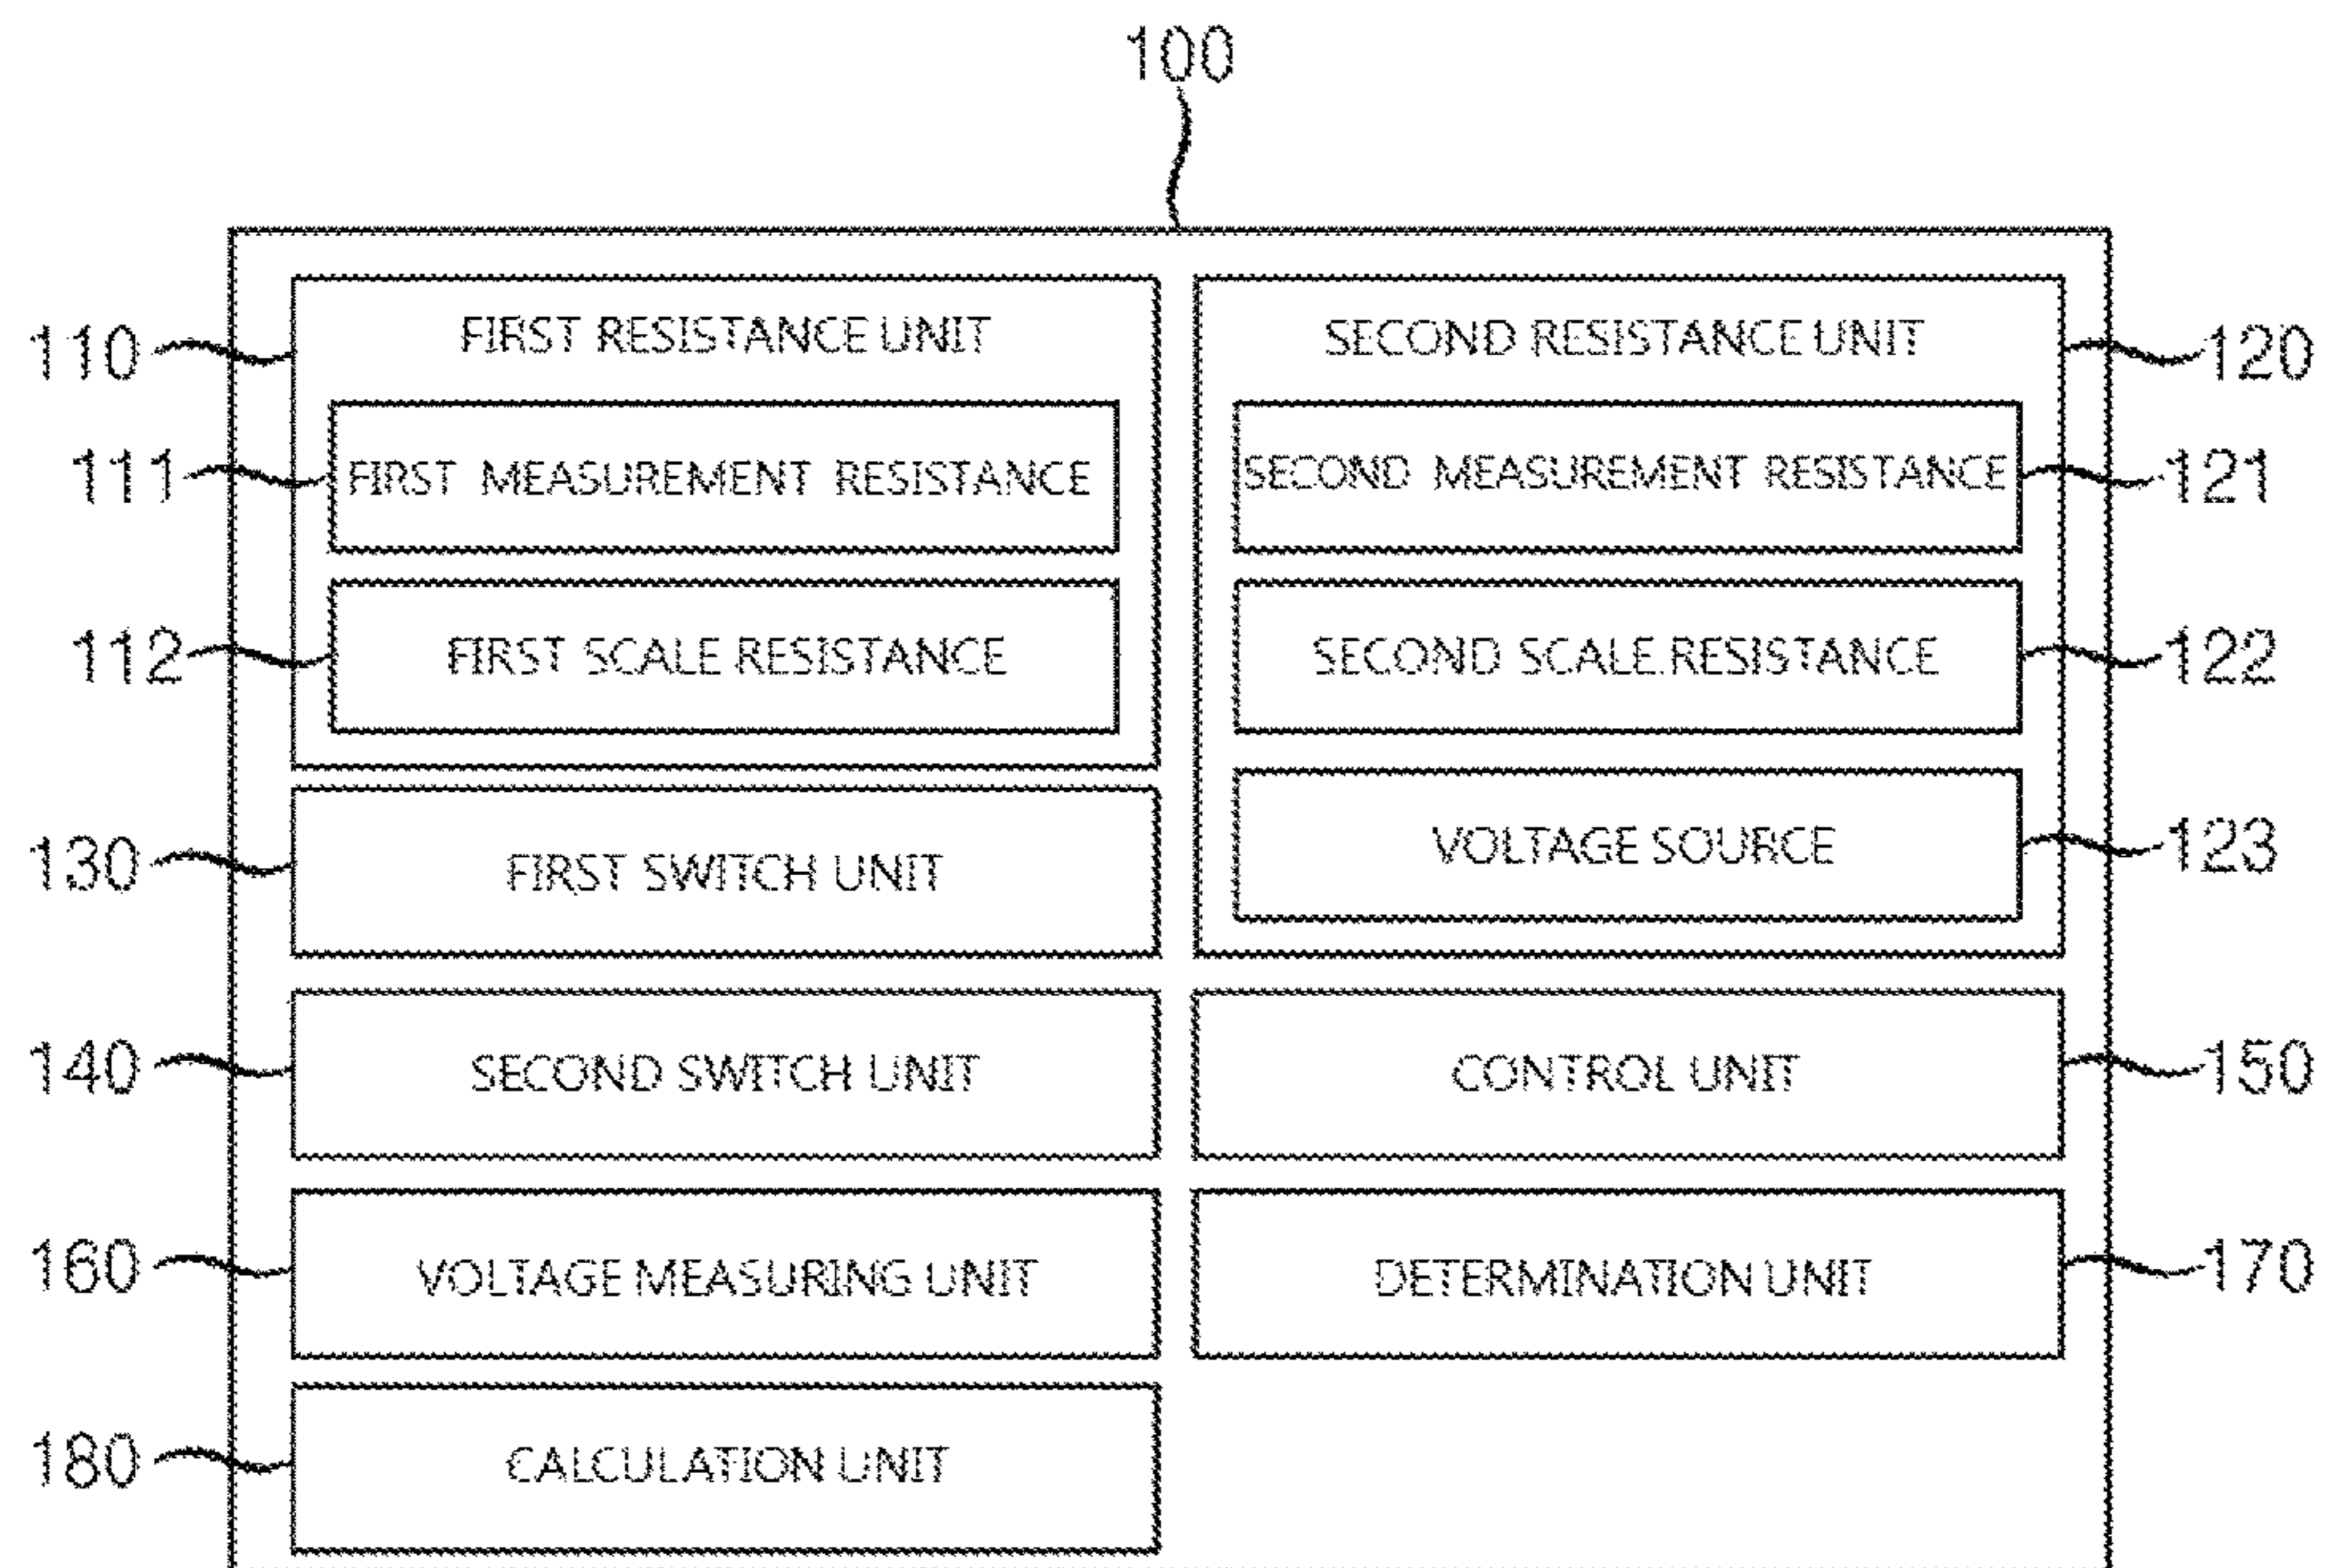 100
110
FIRST RESISTANCE UNIT
SECOND RESISTANCE UNIT
120
111
FIRST MEASUREMENT RESISTANCE
SECOND MEASUREMENT RESISTANCE
121
112
FIRST SCALE RESISTANCE
SECOND SCALE RESISTANCE
122
130
FIRST SWITCH UNIT
VOLTAGE SOURCE
123
140
SECOND SWITCH UNIT
CONTROL UNIT
150
160
VOLTAGE MEASURING UNIT
DETERMINATION UNIT
170
180
CALCULATION UNIT